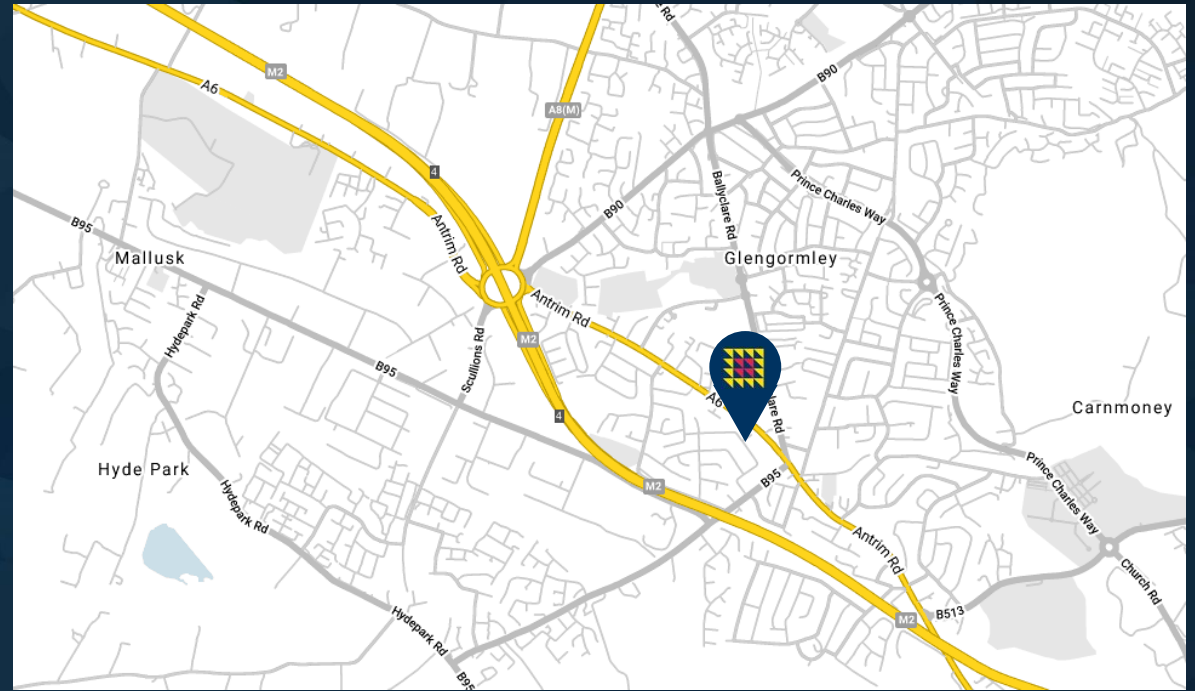 e Rd
M2
B90
A6
A8(M)
4
Prince Charles Way
Ballyclare Rd
B90
B95
Antrim Rd
Mallusk
Glengormley
Antrim Rd
Prince Charles Way
Hydepark Rd
M2
Scullions Rd
B95
A6
lare Rd
Carnmoney
4
Hyde Park
Prince Charles Way
B95
M2
Hydepark Rd
Antrim Rd
Church Rd
Hydepark Rd
B513
M2
B95